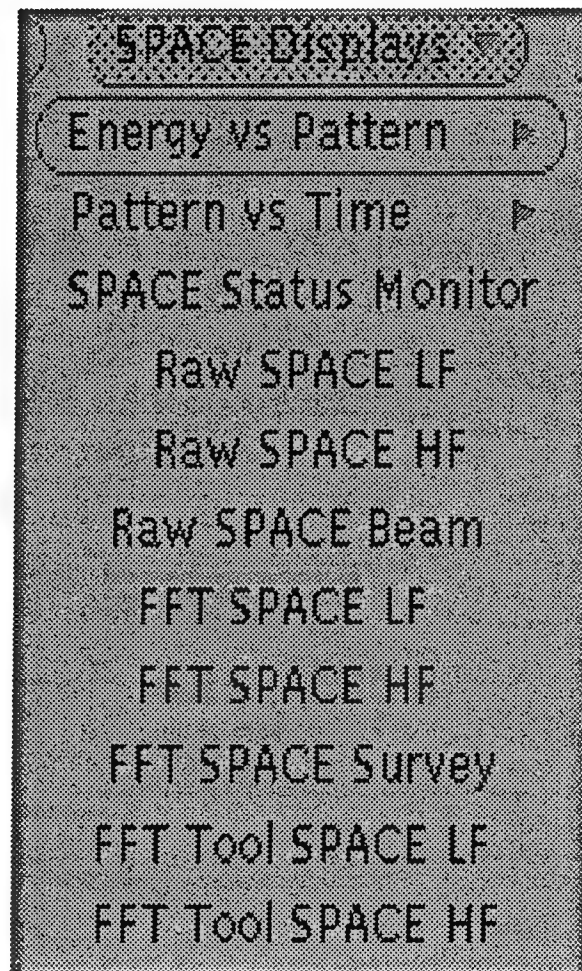 SPACE Displays
Energy vs Pattern
Pattern vs Time
SPACE Status Monitor
Raw SPACE LF
Raw SPACE HF
Raw SPACE Beam
FFT SPACE LF
FFT SPACE HF
FFT SPACE Survey
FFT Tool SPACE LF
FFT Tool SPACE HF